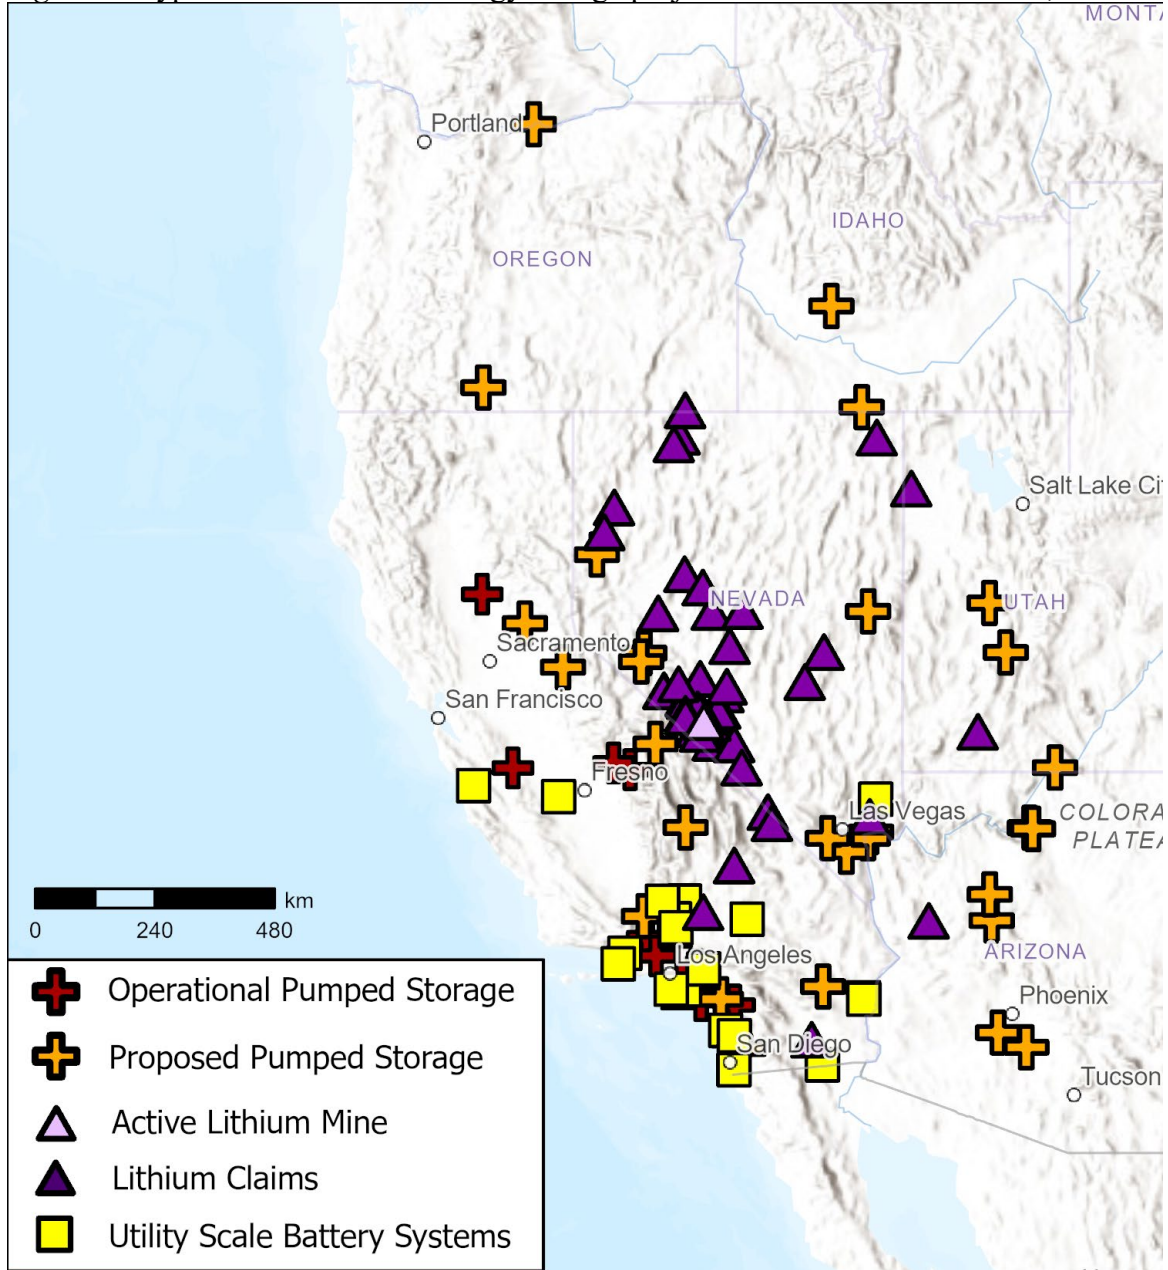 MONT
Portland
IDAHO
OREGON
Salt Lake Ci
NEVADA
UTAH
Sacramento
San Francisco
Fresno
Las Vegas
COLORA
PLATEA
km
0 240 480
Los Angeles
ARIZONA
Phoenix
San Diego
Tucson
Operational Pumped Storage
Proposed Pumped Storage
Active Lithium Mine
Lithium Claims
Utility Scale Battery Systems